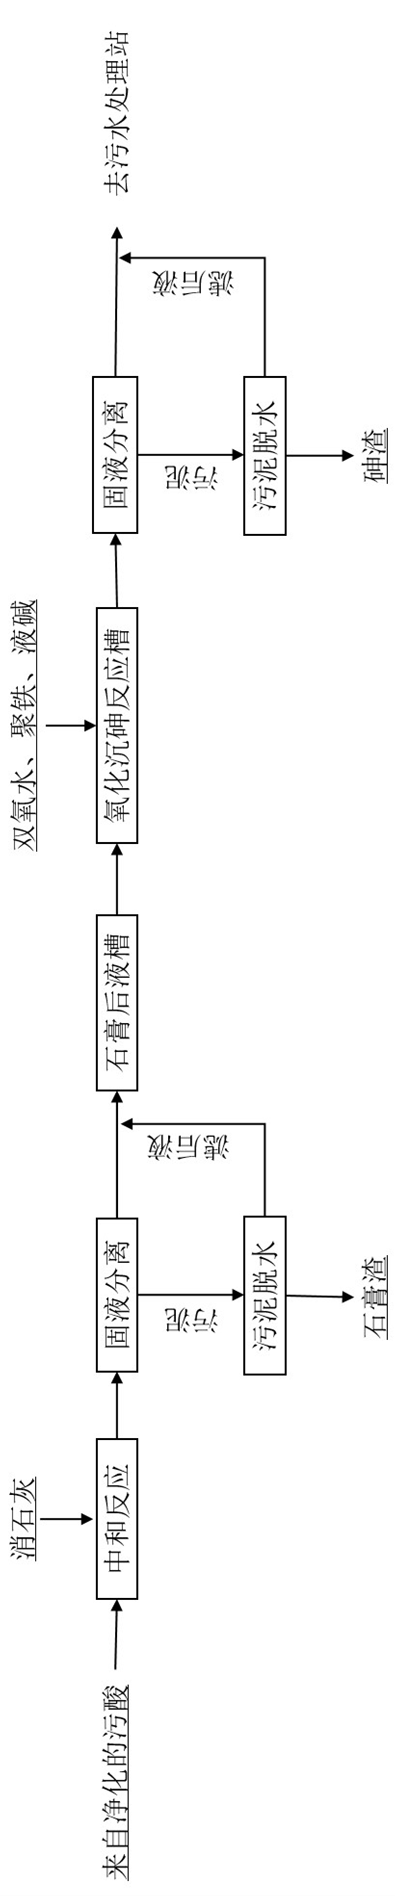 来自净化的污酸
消石灰
中和反应
固液分离
污泥
污泥脱水
石膏渣
滤后液
石膏后液槽
双氧水、聚铁、液碱
氧化沉砷反应槽
固液分离
污泥
污泥脱水
砷渣
滤后液
去污水处理站